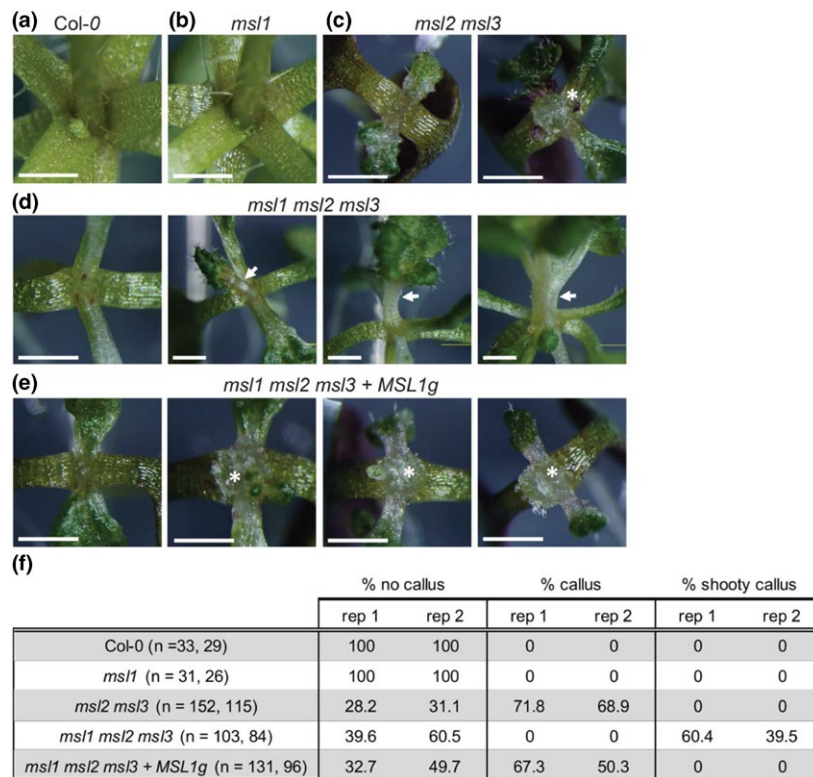 (a) Col-0 (b) msl1 (c) msl2 msl3
*
(d) msl1 msl2 msl3
(e) msl1 msl2 msl3 + MSL1g
* * *
(f)
% no callus % callus % shooty callus
rep 1 rep 2 rep 1 rep 2 rep 1 rep 2
Col-0 (n =33, 29) 100 100 0 0 0 0
msl1 (n = 31, 26) 100 100 0 0 0 0
msl2 msl3 (n = 152, 115) 28.2 31.1 71.8 68.9 0 0
msl1 msl2 msl3 (n = 103, 84) 39.6 60.5 0 0 60.4 39.5
msl1 msl2 msl3 + MSL1g (n = 131, 96) 32.7 49.7 67.3 50.3 0 0